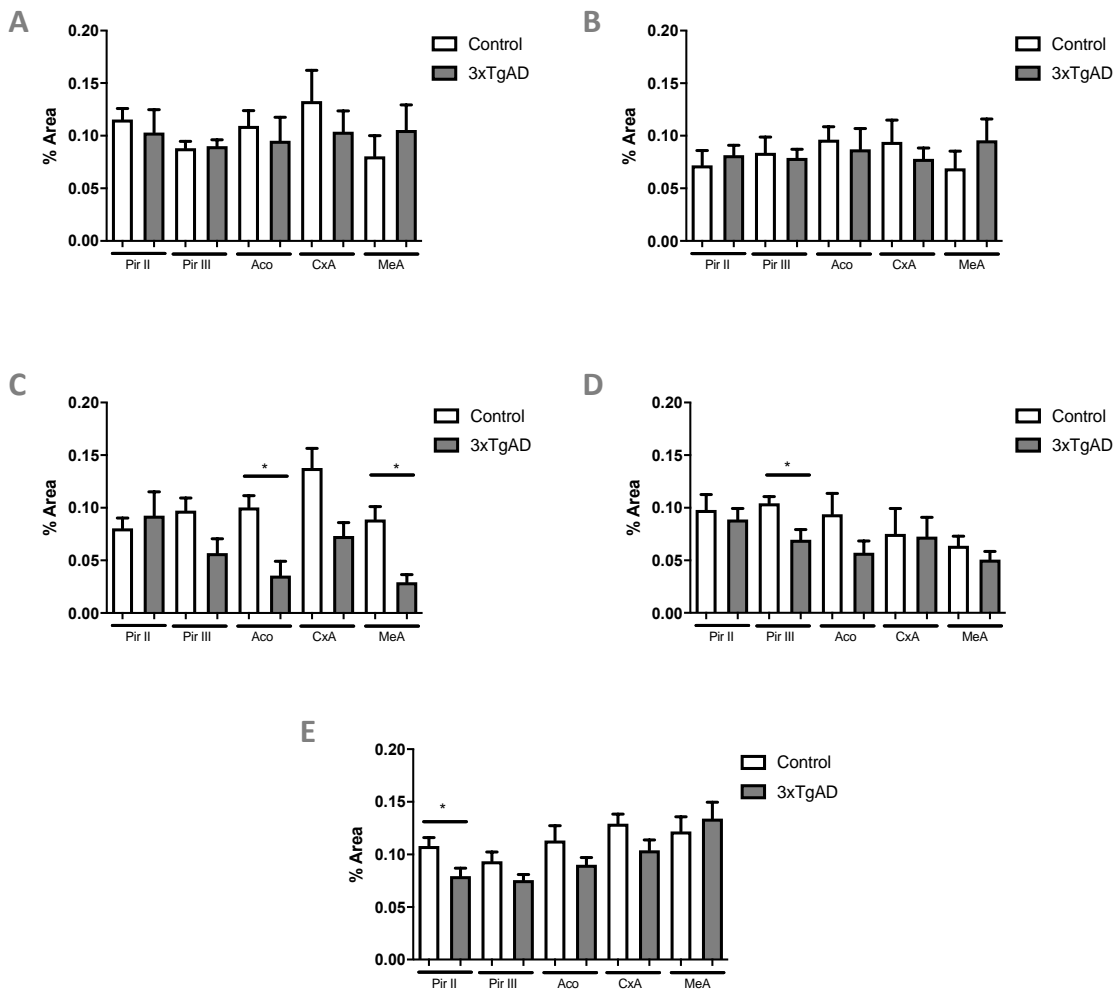 A
% Area
0.20
0.15
0.10
0.05
0.00
Pir II Pir III Aco CxA MeA
Control
3xTgAD
B
% Area
0.20
0.15
0.10
0.05
0.00
Pir II Pir III Aco CxA MeA
Control
3xTgAD
C
% Area
0.20
0.15
0.10
0.05
0.00
* *
Pir II Pir III Aco CxA MeA
Control
3xTgAD
D
% Area
0.20
0.15
0.10
0.05
0.00
*
Pir II Pir III Aco CxA MeA
Control
3xTgAD
E
% Area
0.20
0.15
0.10
0.05
0.00
*
Pir II Pir III Aco CxA MeA
Control
3xTgAD